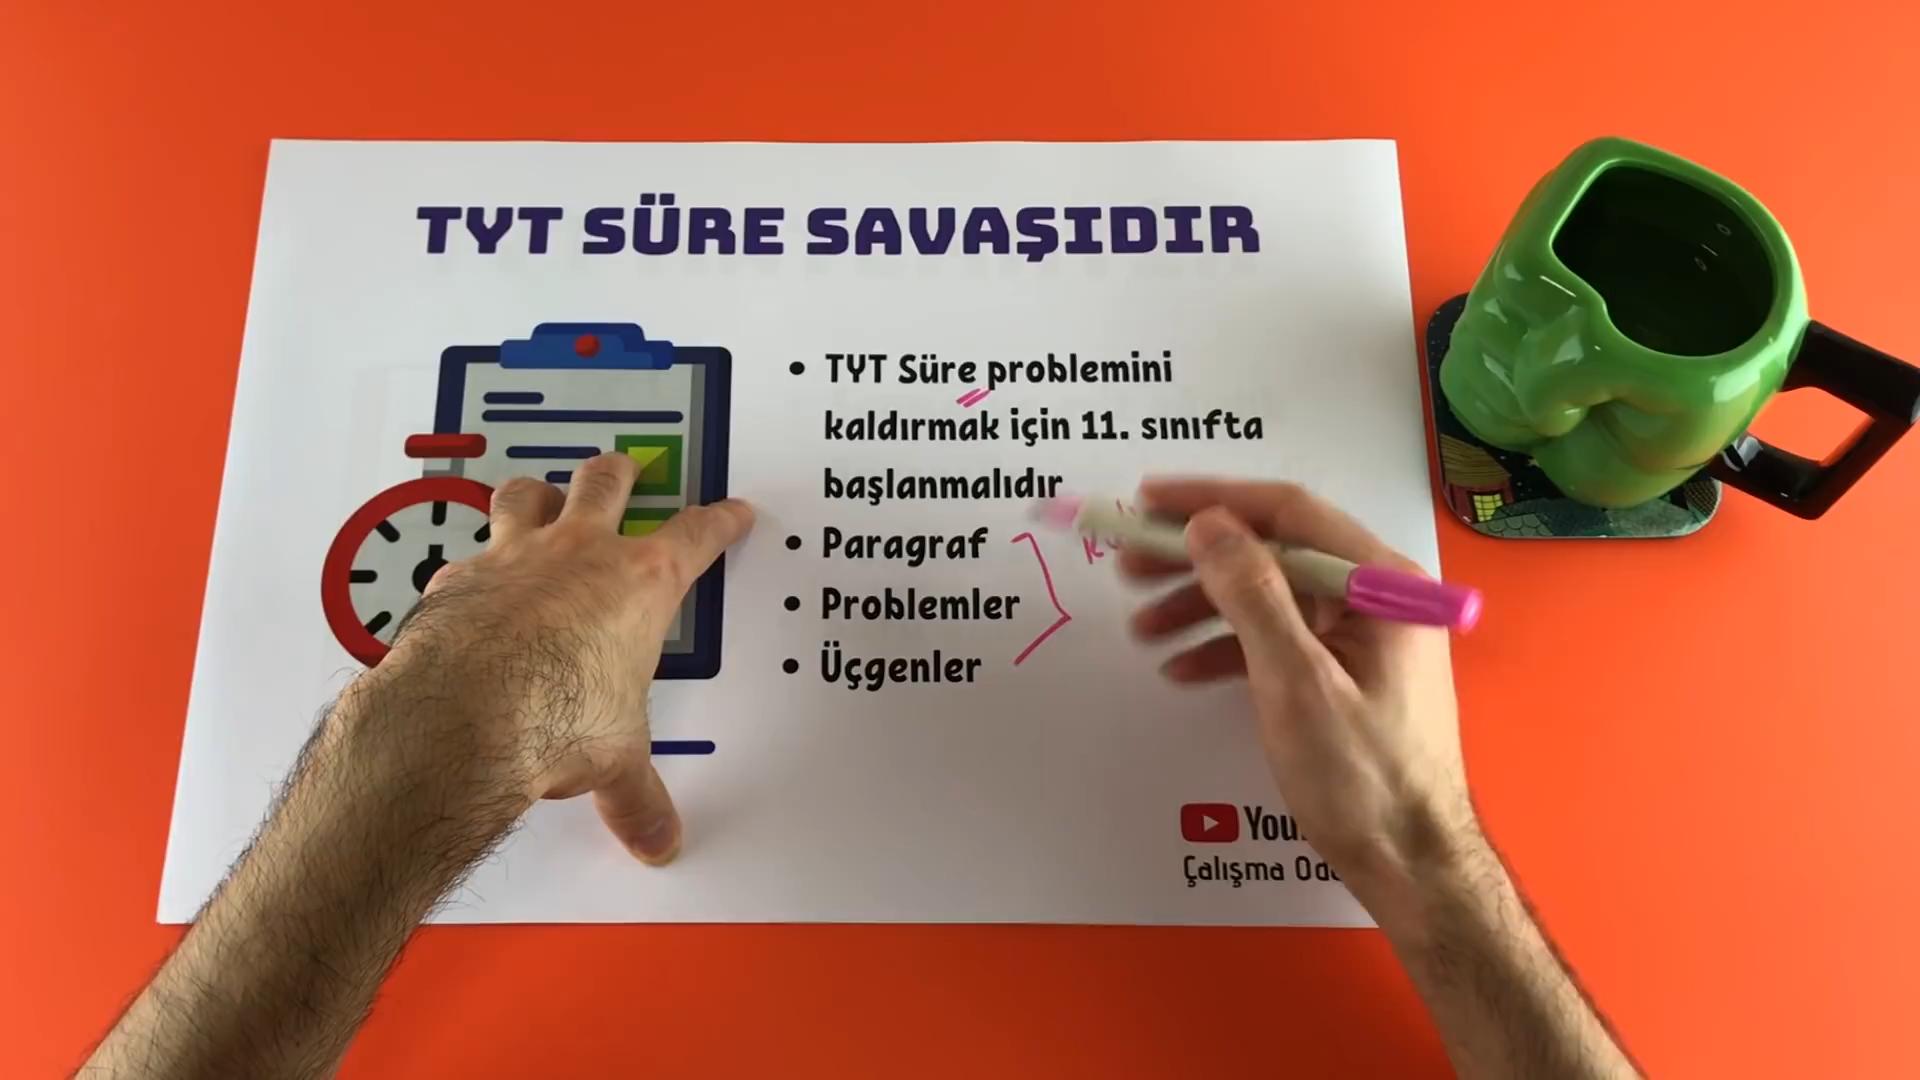 TYT SÜRE SAVAŞIDIR
• TYT Süre problemini
kaldırmak için 11. sınıfta
başlanmalıdır
• Paragraf
• Problemler
• Üçgenler
Çalışma